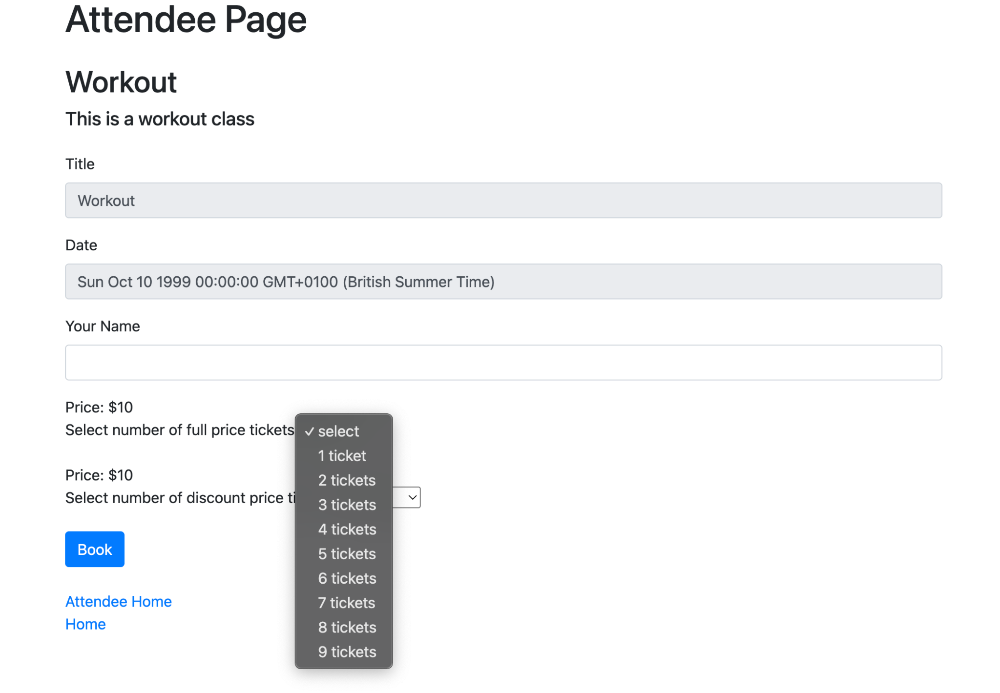 Attendee Page
Workout
This is a workout class
Title
Workout
Date
Sun Oct 10 1999 00:00:00 GMT+0100 (British Summer Time)
Your Name
Price: $10
Select number of full price tickets
✓ select
1 ticket
2 tickets
3 tickets
4 tickets
5 tickets
6 tickets
7 tickets
8 tickets
9 tickets
Price: $10
Select number of discount price ti
Book
Attendee Home
Home